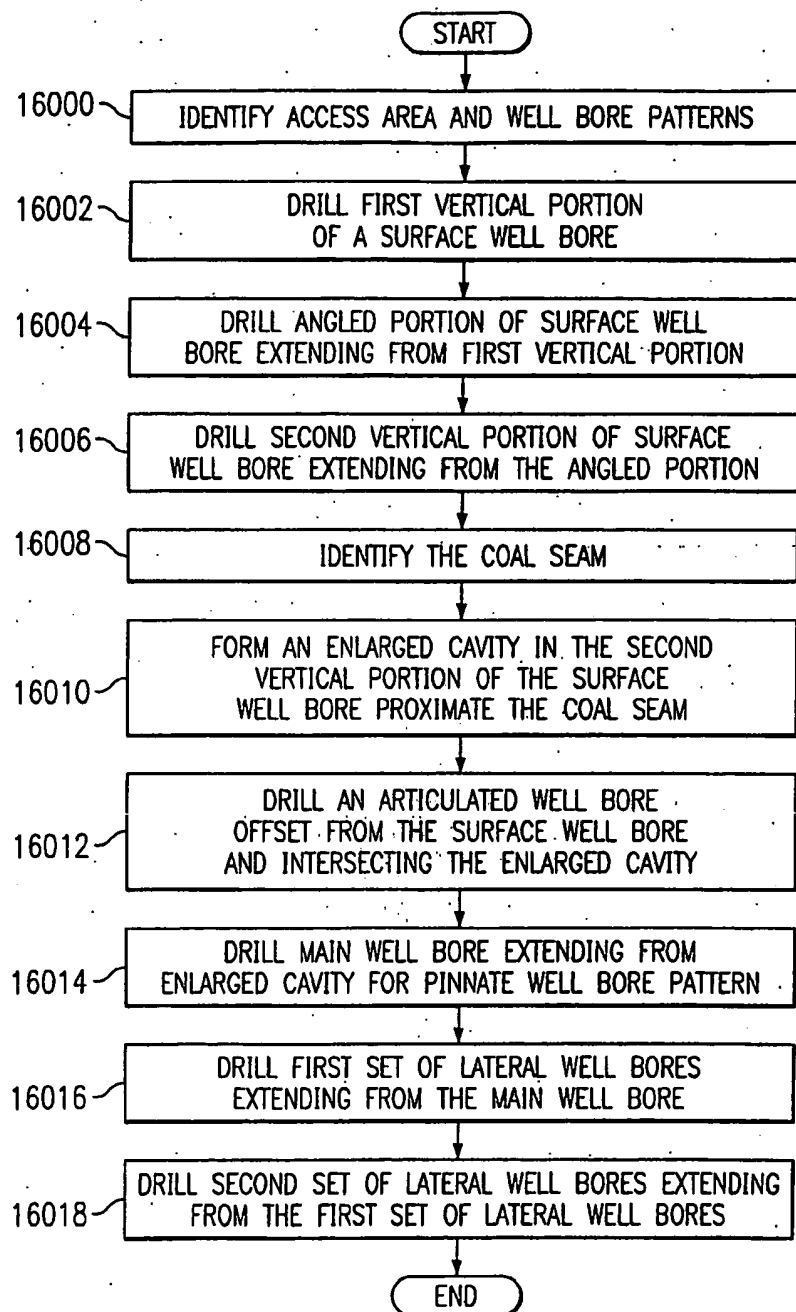 START
16000
IDENTIFY ACCESS AREA AND WELL BORE PATTERNS
16002
DRILL FIRST VERTICAL PORTION
OF A SURFACE WELL BORE
16004
DRILL ANGLED PORTION OF SURFACE WELL
BORE EXTENDING FROM FIRST VERTICAL PORTION
16006
DRILL SECOND VERTICAL PORTION OF SURFACE
WELL BORE EXTENDING FROM THE ANGLED PORTION
16008
IDENTIFY THE COAL SEAM
16010
FORM AN ENLARGED CAVITY IN THE SECOND
VERTICAL PORTION OF THE SURFACE
WELL BORE PROXIMATE THE COAL SEAM
16012
DRILL AN ARTICULATED WELL BORE
OFFSET FROM THE SURFACE WELL BORE
AND INTERSECTING THE ENLARGED CAVITY
16014
DRILL MAIN WELL BORE EXTENDING FROM
ENLARGED CAVITY FOR PINNATE WELL BORE PATTERN
16016
DRILL FIRST SET OF LATERAL WELL BORES
EXTENDING FROM THE MAIN WELL BORE
16018
DRILL SECOND SET OF LATERAL WELL BORES EXTENDING
FROM THE FIRST SET OF LATERAL WELL BORES
END